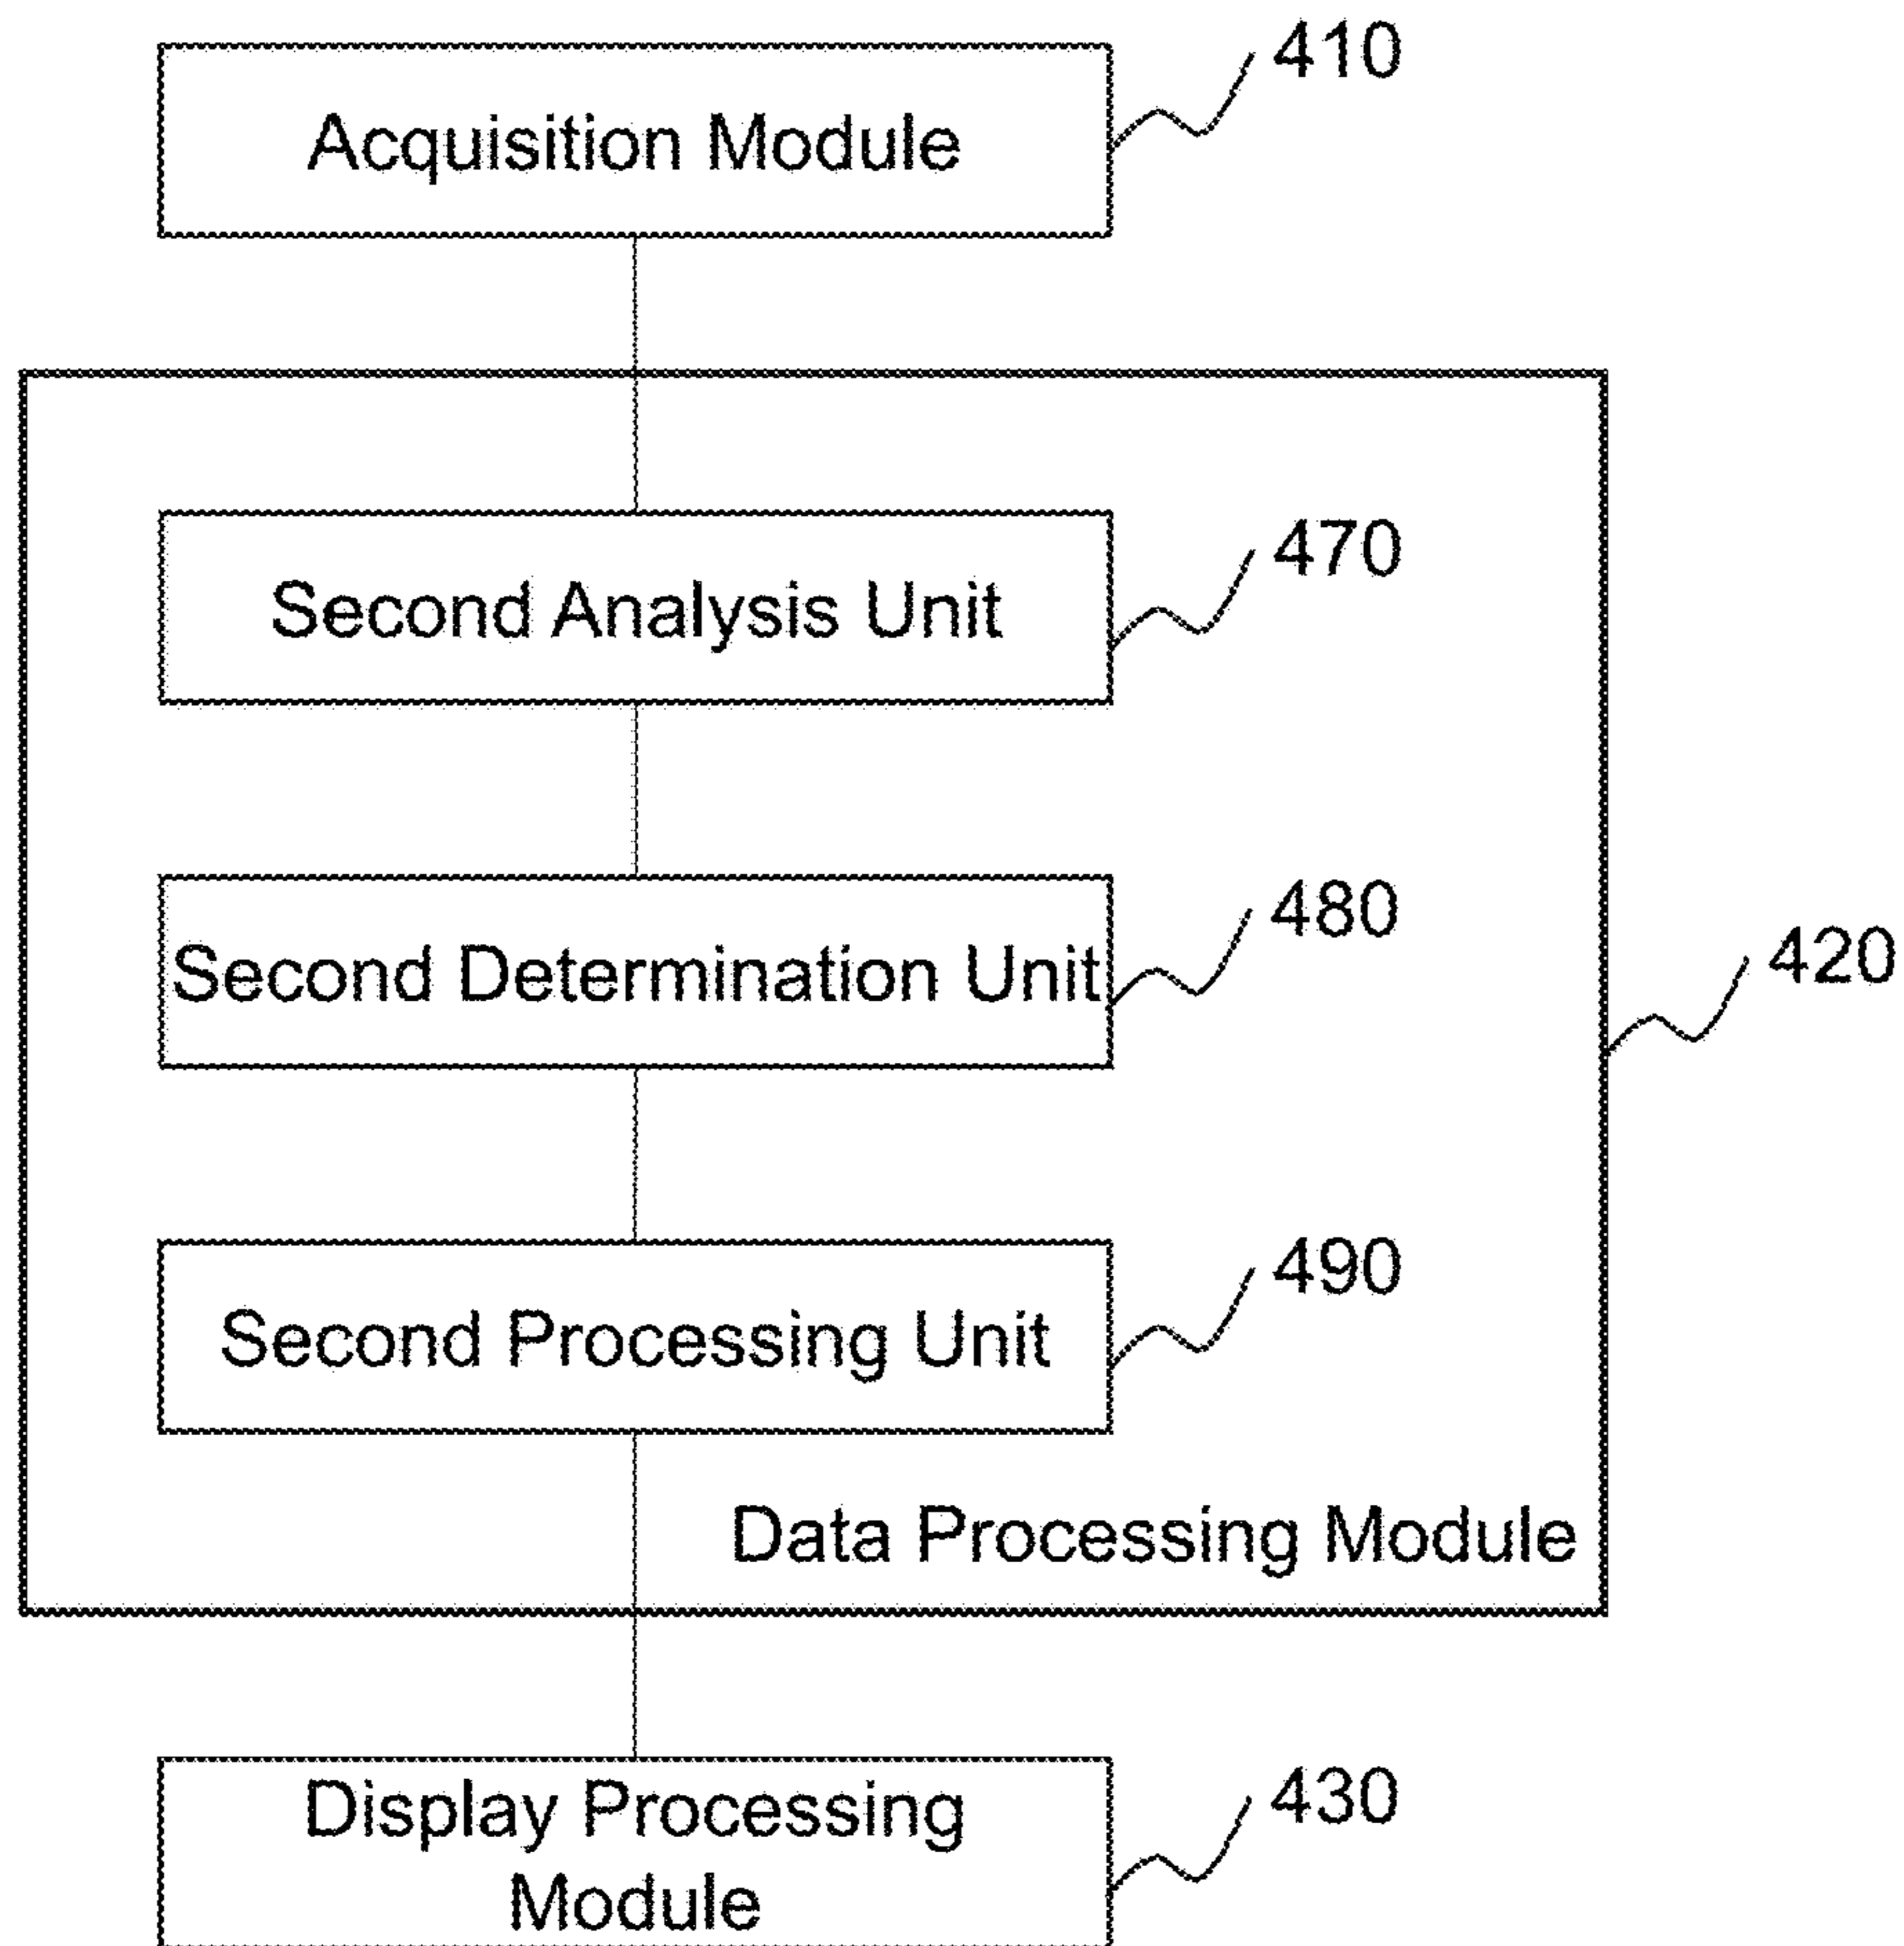 410
Acquisition Module
470
Second Analysis Unit
480
Second Determination Unit
420
490
Second Processing Unit
Data Processing Module
430
Display Processing
Module